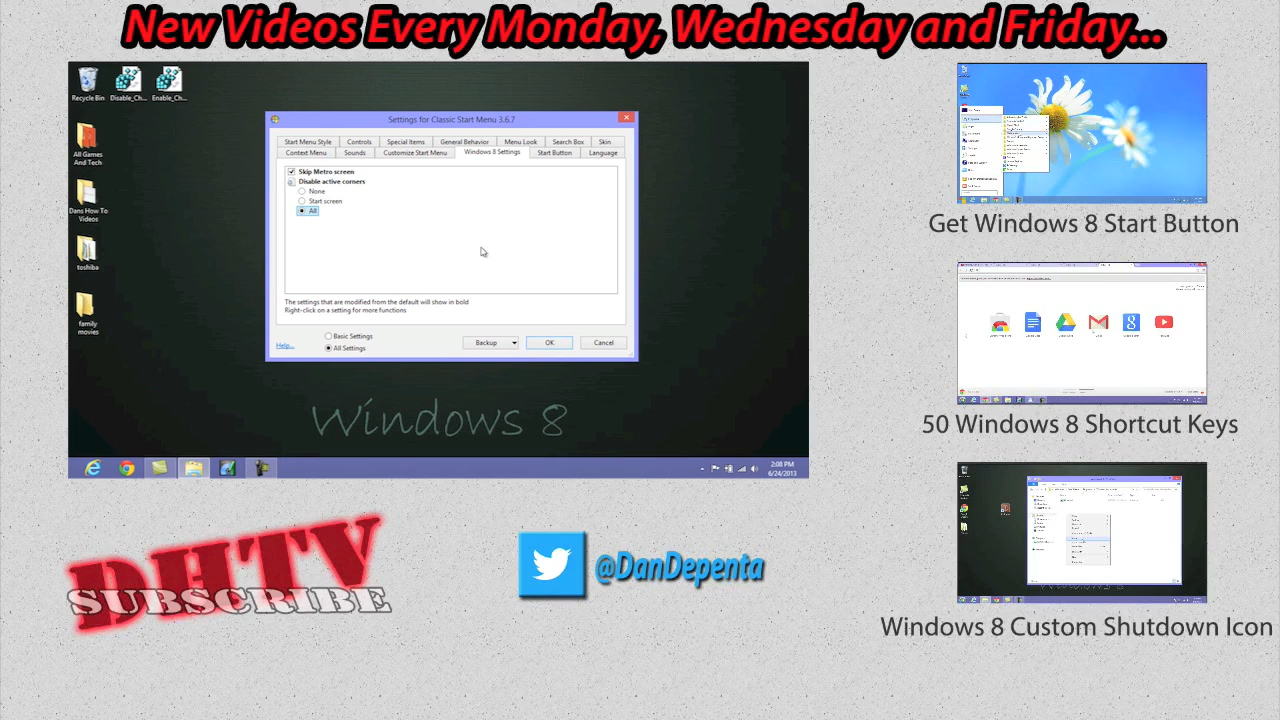 New Videos Every Monday, Wednesday and Friday...
Recycle Bin
Disable_Ch...
Enable_Ch...
All Games And Tech
Dans How To Videos
toshiba
family movies
Settings for Classic Start Menu 3.6.7
Start Menu Style
Controls
Special Items
General Behavior
Menu Look
Search Box
Skin
Context Menu
Sounds
Customize Start Menu
Windows 8 Settings
Start Button
Language
Skip Metro screen
Disable active corners
None
Start screen
All
The settings that are modified from the default will show in bold
Right-click on a setting for more functions
Help...
Basic Settings
All Settings
Backup
OK
Cancel
Windows 8
2:08 PM
6/24/2013
Get Windows 8 Start Button
50 Windows 8 Shortcut Keys
Windows 8 Custom Shutdown Icon
DHTV
SUBSCRIBE
@DanDepenta